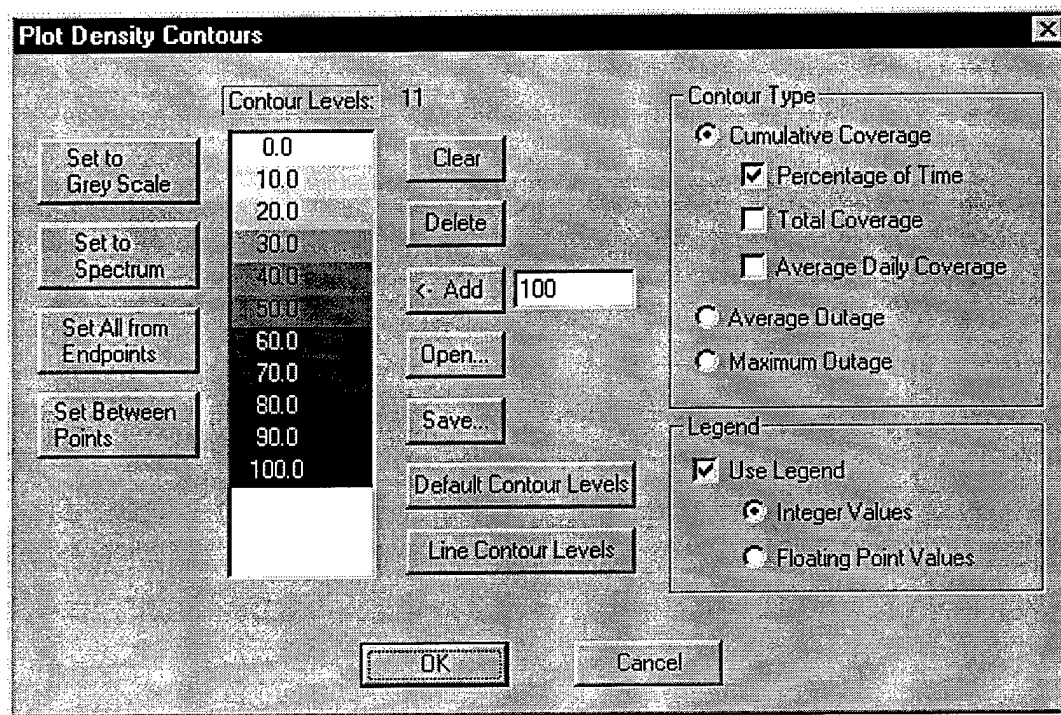 Plot Density Contours
Contour Levels: 11
Set to
Grey Scale
Set to
Spectrum
Set All from
Endpoints
Set Between
Points
0.0
10.0
20.0
30.0
40.0
50.0
60.0
70.0
80.0
90.0
100.0
Clear
Delete
<- Add 100
Open...
Save...
Default Contour Levels
Line Contour Levels
Contour Type
Cumulative Coverage
Percentage of Time
Total Coverage
Average Daily Coverage
Average Outage
Maximum Outage
Legend
Use Legend
Integer Values
Floating Point Values
OK
Cancel